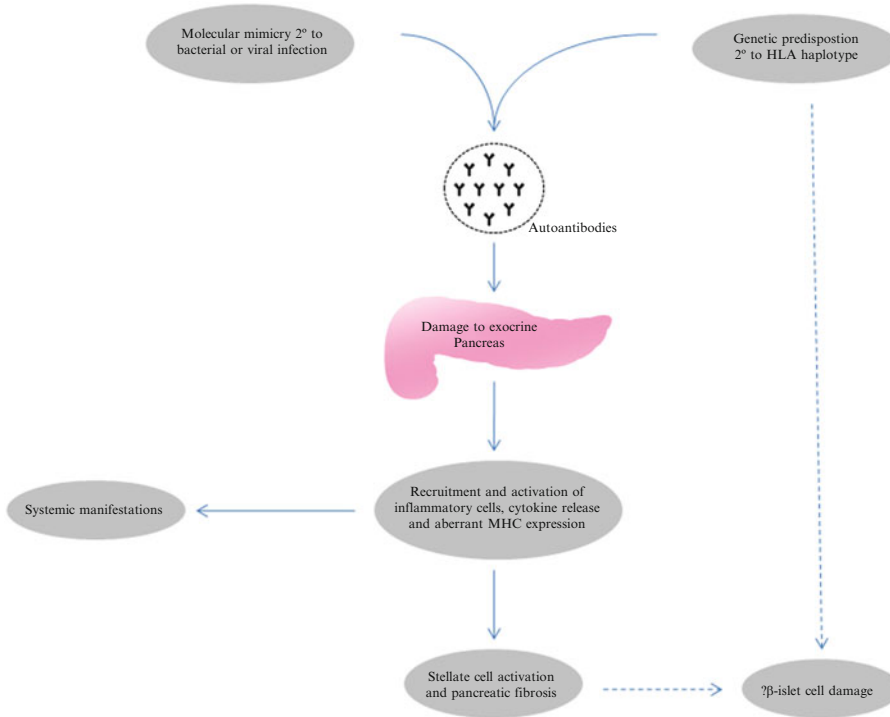 Molecular mimicry 2º to
bacterial or viral infection
Genetic predispostion
2º to HLA haplotype
Autoantibodies
Damage to exocrine
Pancreas
Recruitment and activation of
inflammatory cells, cytokine release
and aberrant MHC expression
Systemic manifestations
Stellate cell activation
and pancreatic fibrosis
?β-islet cell damage